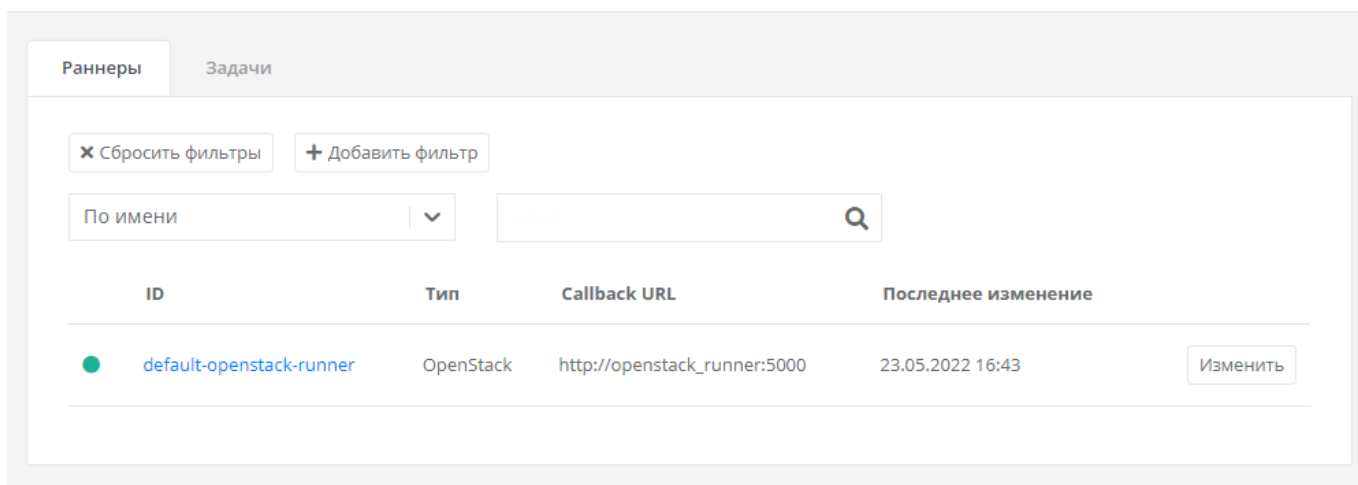 Раннеры Задачи
Сбросить фильтры Добавить фильтр
По имени
ID Тип Callback URL Последнее изменение
default-openstack-runner OpenStack http://openstack_runner:5000 23.05.2022 16:43 Изменить